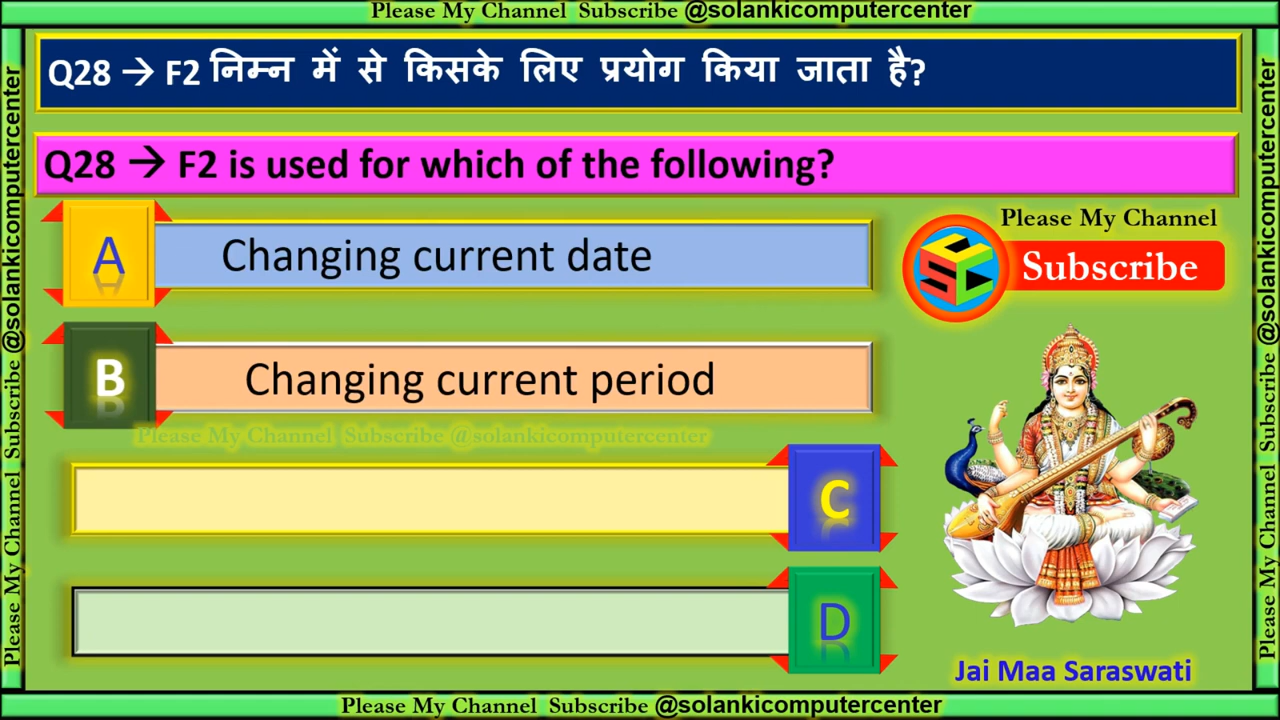 Please My Channel Subscribe @solankicomputercenter
Q28 → F2 निम्न में से किसके लिए प्रयोग किया जाता है?
Q28 → F2 is used for which of the following?
A Changing current date
B Changing current period
Please My Channel Subscribe @solankicomputercenter
C
D
Please My Channel
SCC
Subscribe
Jai Maa Saraswati
Please My Channel Subscribe @solankicomputercenter
Please My Channel Subscribe @solankicomputercenter
Please My Channel Subscribe @solankicomputercenter